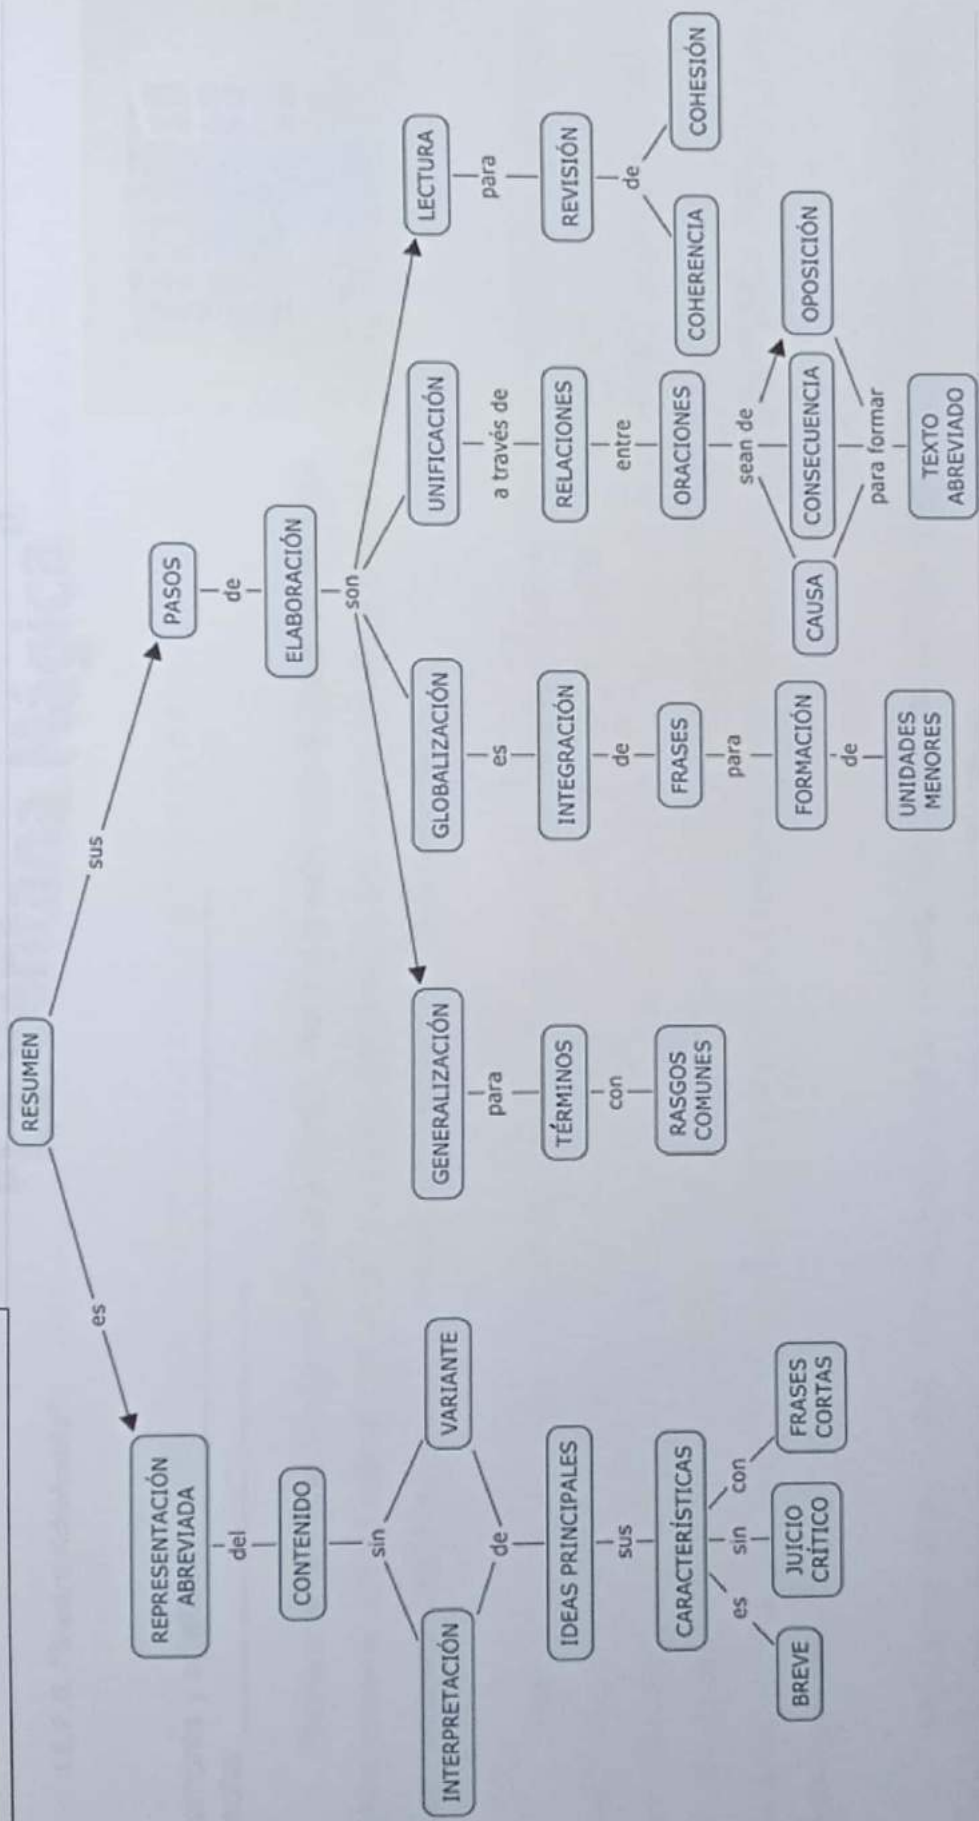 RESUMEN
es
sus
REPRESENTACIÓN
ABREVIADA
del
CONTENIDO
sin
INTERPRETACIÓN
VARIANTE
de
IDEAS PRINCIPALES
sus
CARACTERÍSTICAS
es
sin
con
BREVE
JUICIO
CRÍTICO
FRASES
CORTAS
PASOS
de
ELABORACIÓN
son
GENERALIZACIÓN
para
TÉRMINOS
con
RASGOS
COMUNES
GLOBALIZACIÓN
es
INTEGRACIÓN
de
FRASES
para
FORMACIÓN
de
UNIDADES
MENORES
UNIFICACIÓN
a través de
RELACIONES
entre
ORACIONES
sean de
CAUSA
CONSECUENCIA
OPOSICIÓN
para formar
TEXTO
ABREVIADO
LECTURA
para
REVISIÓN
de
COHERENCIA
COHESIÓN